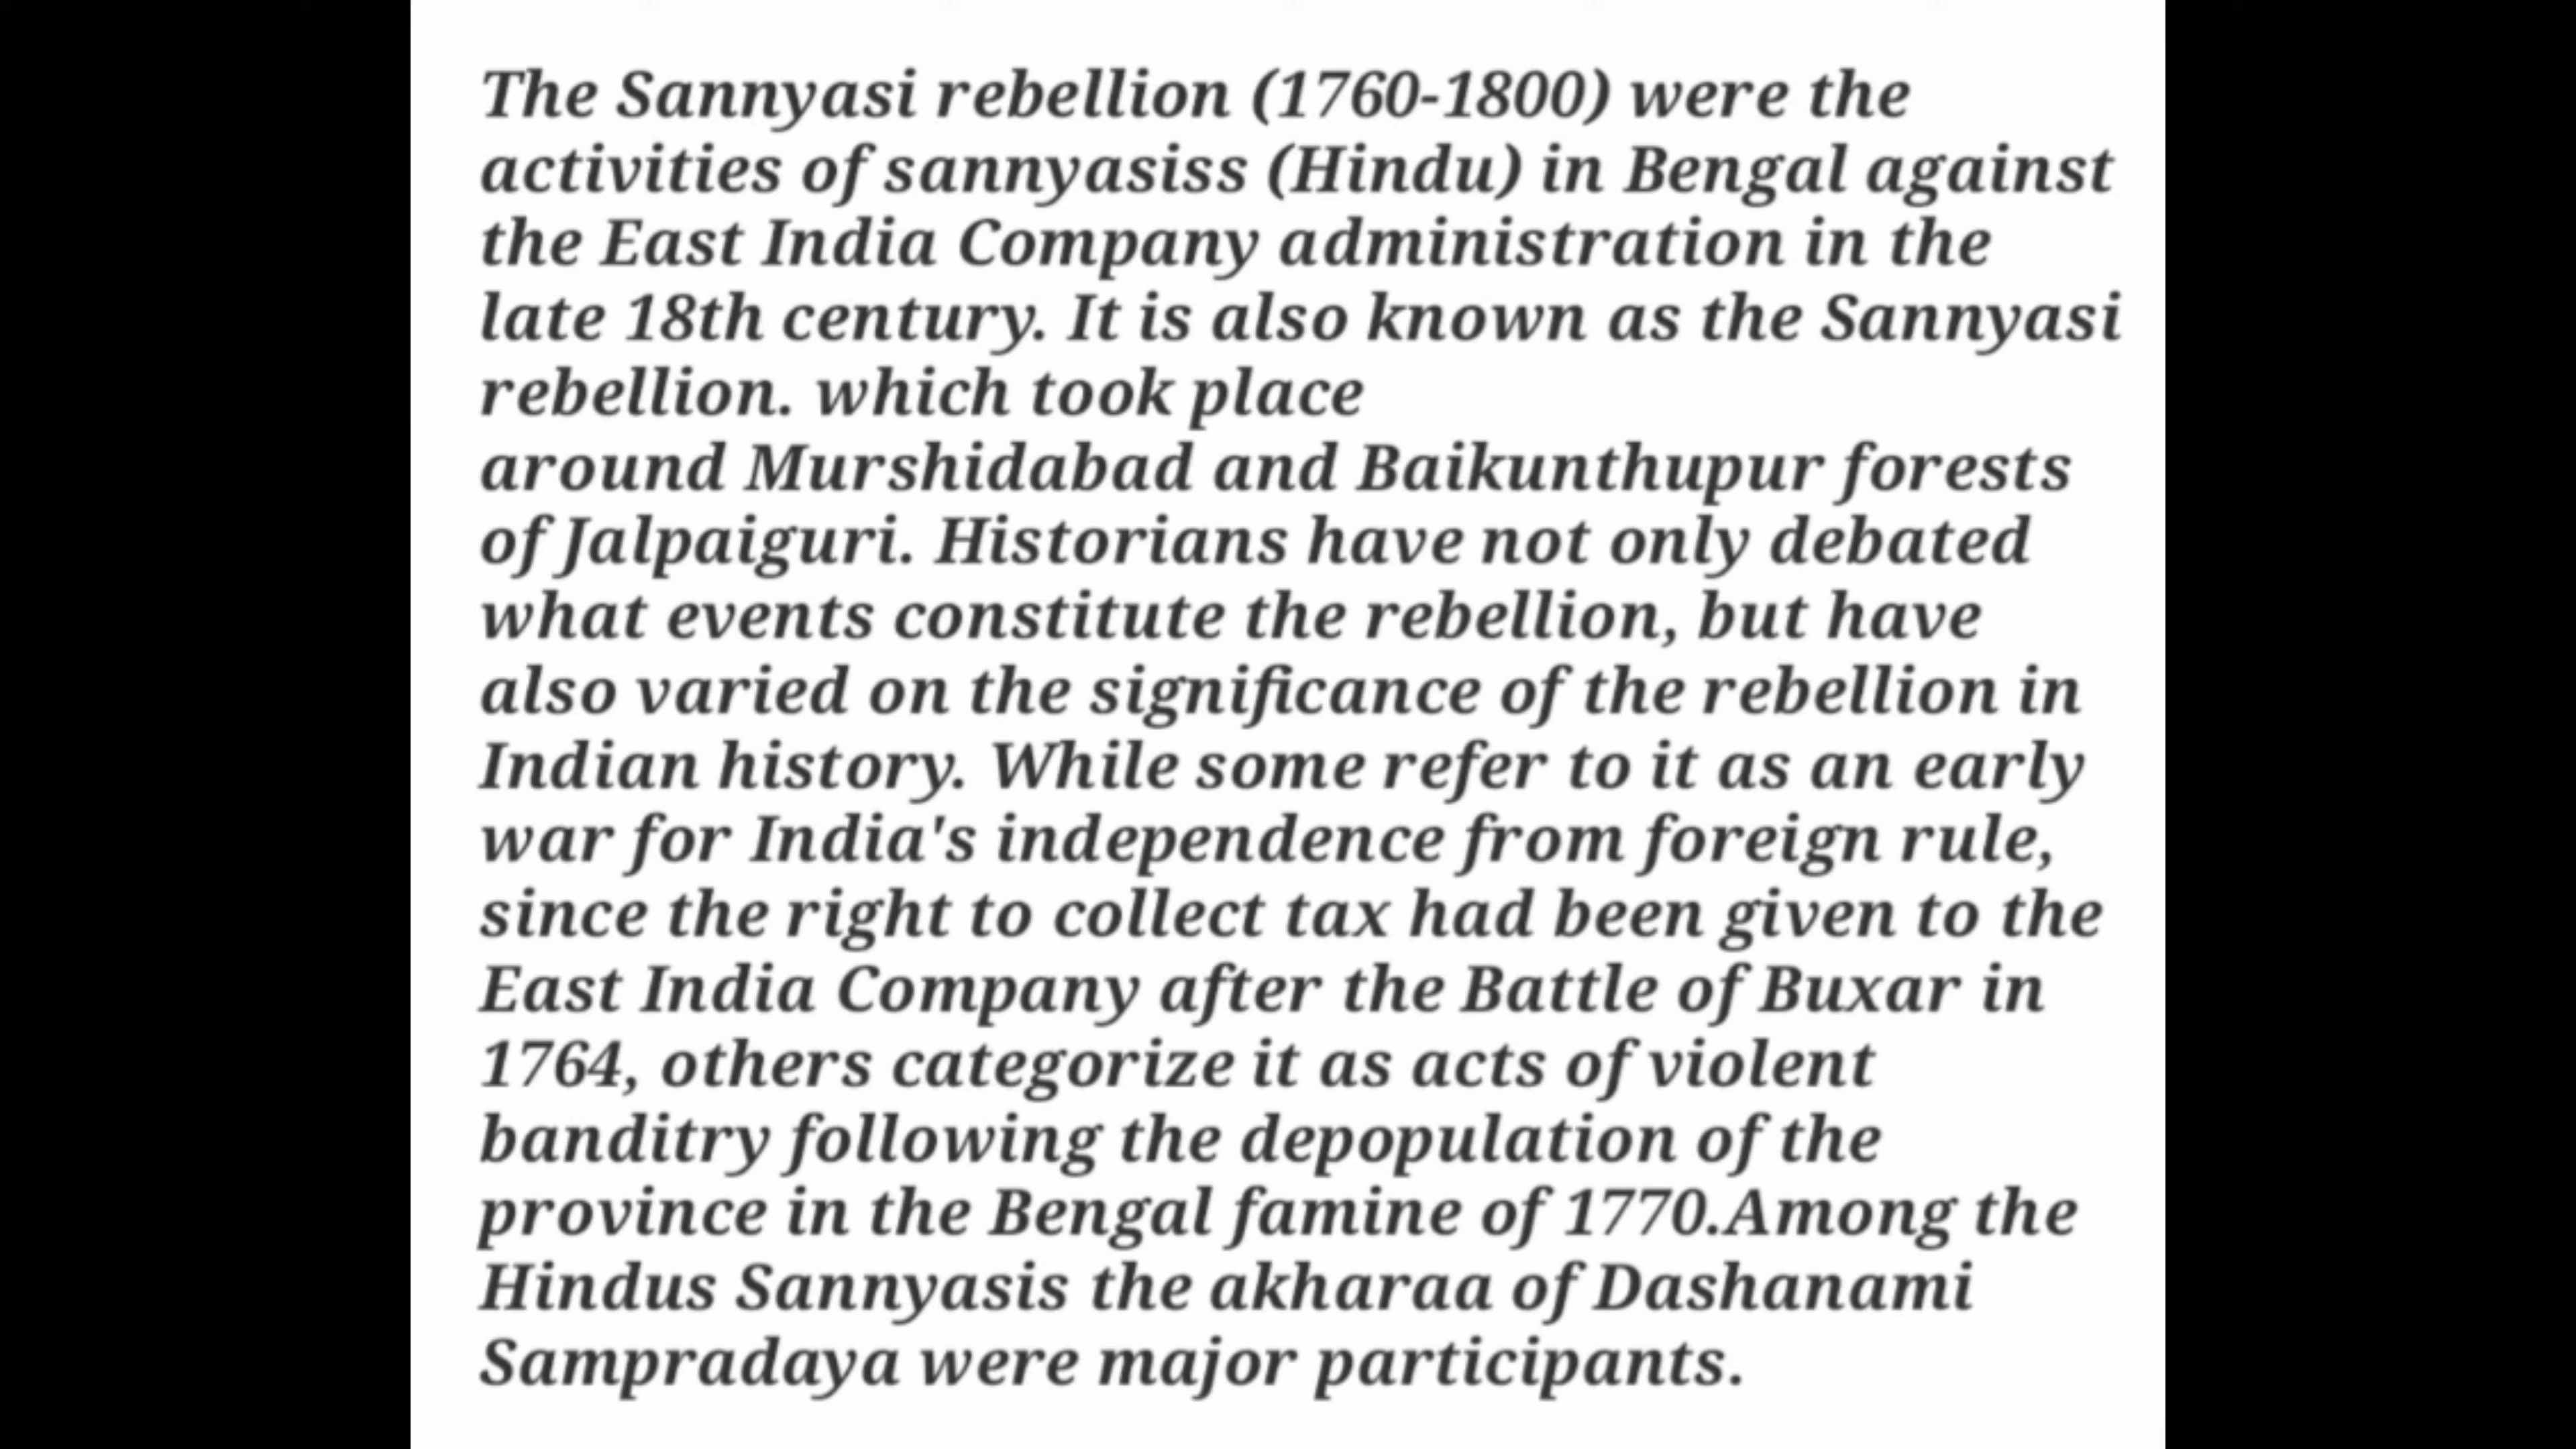 The Sannyasi rebellion (1760-1800) were the
activities of sannyasiss (Hindu) in Bengal against
the East India Company administration in the
late 18th century. It is also known as the Sannyasi
rebellion. which took place
around Murshidabad and Baikunthupur forests
of Jalpaiguri. Historians have not only debated
what events constitute the rebellion, but have
also varied on the significance of the rebellion in
Indian history. While some refer to it as an early
war for India's independence from foreign rule,
since the right to collect tax had been given to the
East India Company after the Battle of Buxar in
1764, others categorize it as acts of violent
banditry following the depopulation of the
province in the Bengal famine of 1770.Among the
Hindus Sannyasis the akharaa of Dashanami
Sampradaya were major participants.